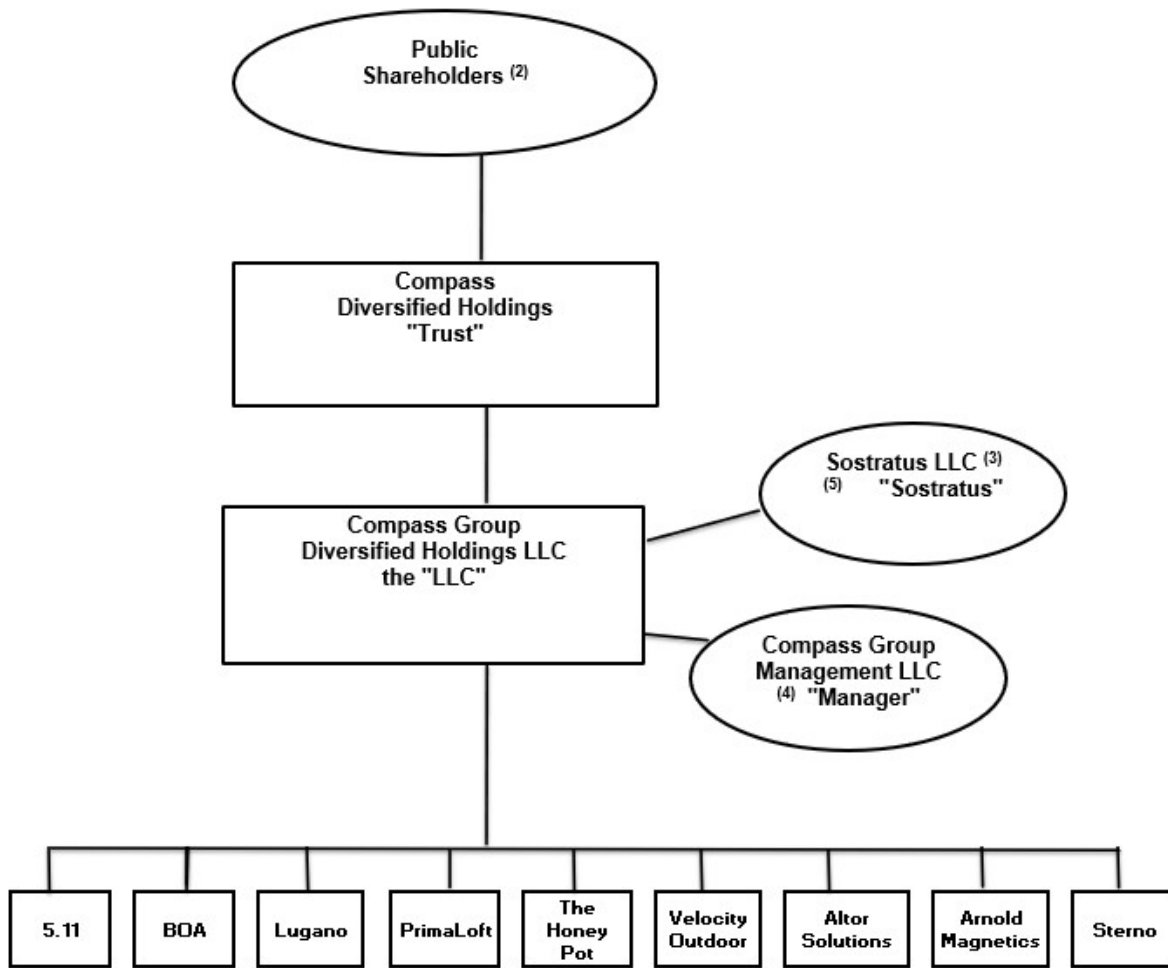 Public
Shareholders (2)
Compass
Diversified Holdings
"Trust"
Sostratus LLC (3)
(5) "Sostratus"
Compass Group
Diversified Holdings LLC
the "LLC"
Compass Group
Management LLC
(4) "Manager"
5.11
BOA
Lugano
PrimaLoft
The
Honey
Pot
Velocity
Outdoor
Altor
Solutions
Arnold
Magnetics
Sterno